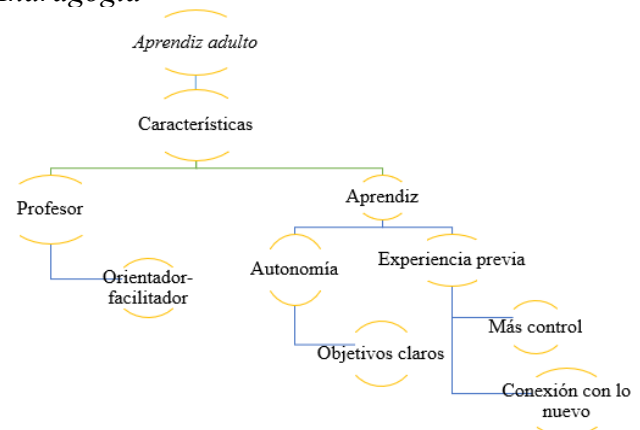 Aprendiz adulto
Características
Profesor
Aprendiz
Orientador-
facilitador
Autonomía
Experiencia previa
Objetivos claros
Más control
Conexión con lo
nuevo